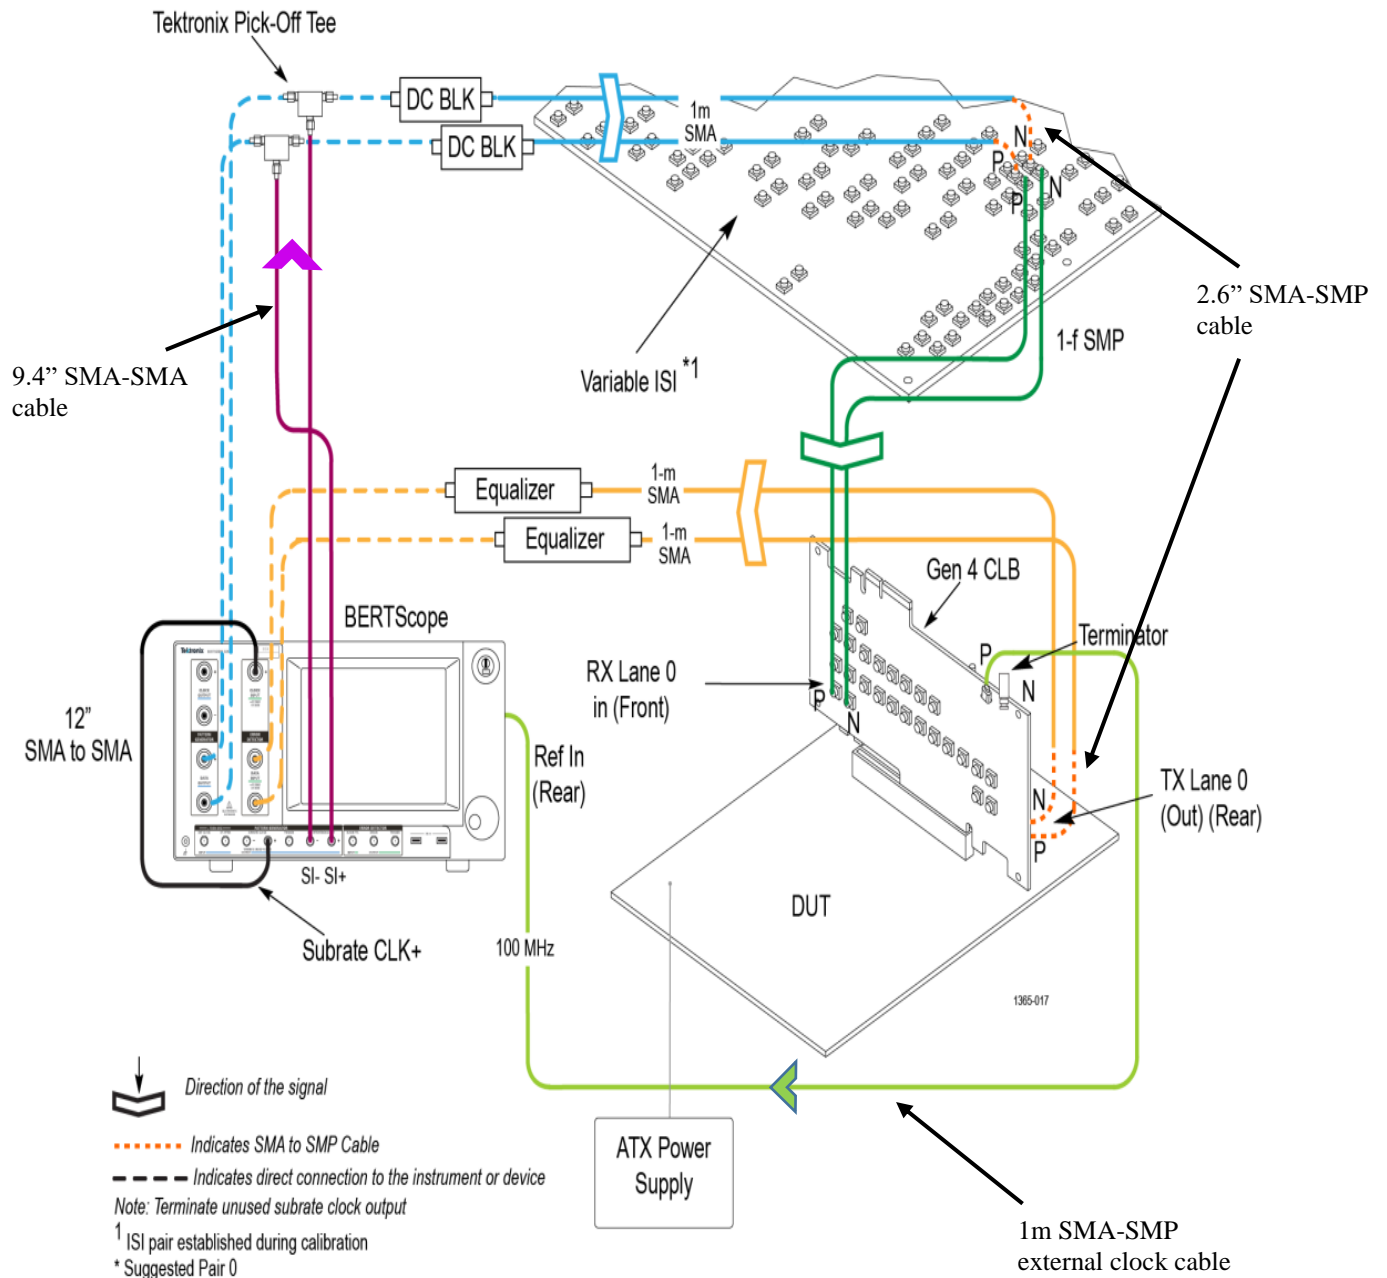 Tektronix Pick-Off Tee
DC BLK
DC BLK
1m
SMA
N
P
N
P
2.6” SMA-SMP
cable
1-f SMP
Variable ISI *1
9.4” SMA-SMA
cable
Equalizer
1-m
SMA
Equalizer
1-m
SMA
Gen 4 CLB
BERTScope
Terminator
P
N
RX Lane 0
in (Front)
P
N
Tektronix
12”
SMA to SMA
Ref In
(Rear)
TX Lane 0
(Out) (Rear)
N
P
SI- SI+
DUT
Subrate CLK+
100 MHz
1365-017
Direction of the signal
Indicates SMA to SMP Cable
Indicates direct connection to the instrument or device
Note: Terminate unused subrate clock output
1 ISI pair established during calibration
* Suggested Pair 0
ATX Power
Supply
1m SMA-SMP
external clock cable